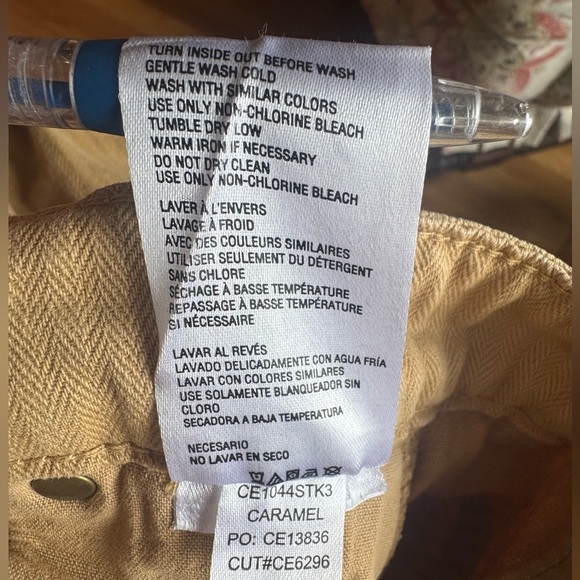 TURN INSIDE OUT BEFORE WASH
GENTLE WASH COLD
WASH WITH SIMILAR COLORS
USE ONLY NON-CHLORINE BLEACH
TUMBLE DRY LOW
WARM IRON IF NECESSARY
DO NOT DRY CLEAN
USE ONLY NON-CHLORINE BLEACH
LAVER À L'ENVERS
LAVAGE À FROID
AVEC DES COULEURS SIMILAIRES
UTILISER SEULEMENT DU DÉTERGENT
SANS CHLORE
SÉCHAGE À BASSE TEMPÉRATURE
REPASSAGE À BASSE TEMPÉRATURE
SI NÉCESSAIRE
LAVAR AL REVÉS
LAVADO DELICADAMENTE CON AGUA FRÍA
LAVAR CON COLORES SIMILARES
USE SOLAMENTE BLANQUEADOR SIN
CLORO
SECADORA A BAJA TEMPERATURA
NECESARIO
NO LAVAR EN SECO
CE1044STK3
CARAMEL
PO: CE13836
CUT#CE6296